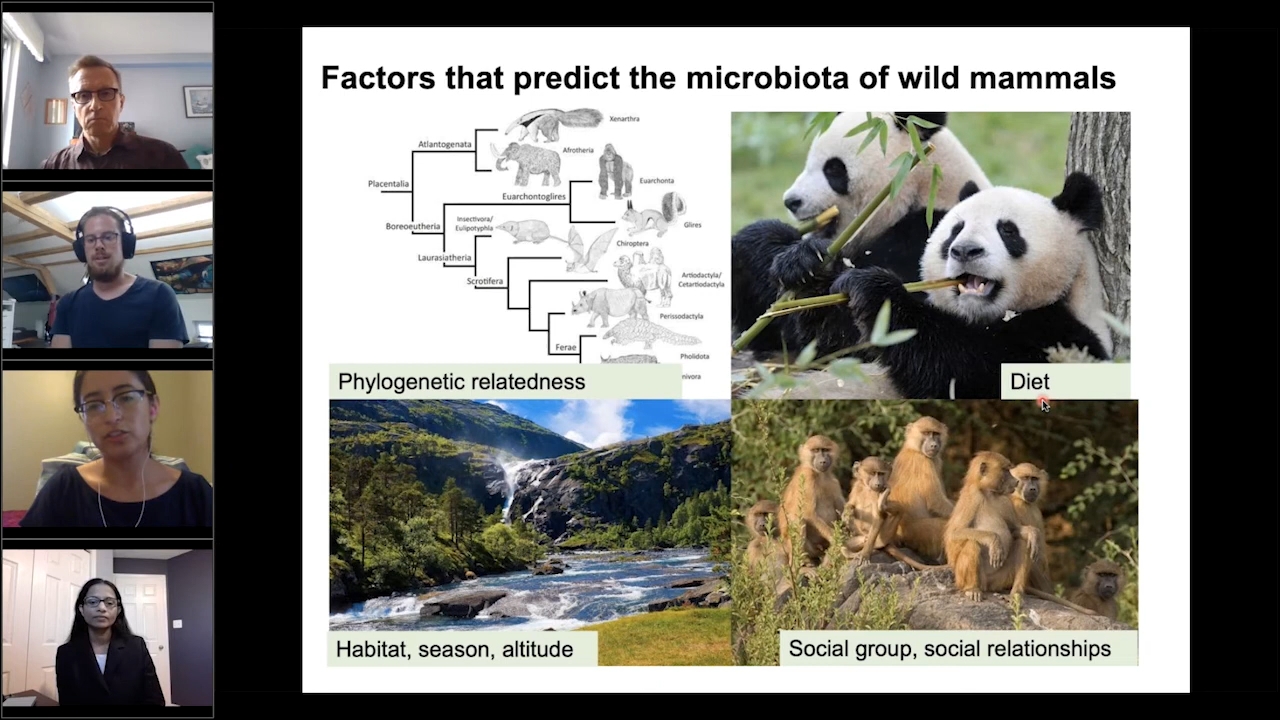 Factors that predict the microbiota of wild mammals
Xenarthra
Atlantogenata
Afrotheria
Placentalia
Euarchonta
Euarchontoglires
Glires
Boreoeutheria
Insectivora/
Eulipotyphla
Chiroptera
Laurasiatheria
Scrotifera
Artiodactyla/
Cetartiodactyla
Perissodactyla
Ferae
Pholidota
nivora
Phylogenetic relatedness
Diet
Habitat, season, altitude
Social group, social relationships